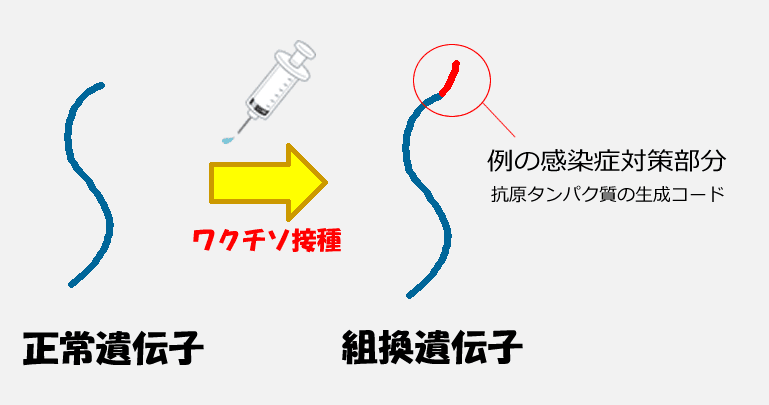 例の感染症対策部分
抗原タンパク質の生成コード
ワクチソ接種
正常遺伝子
組換遺伝子